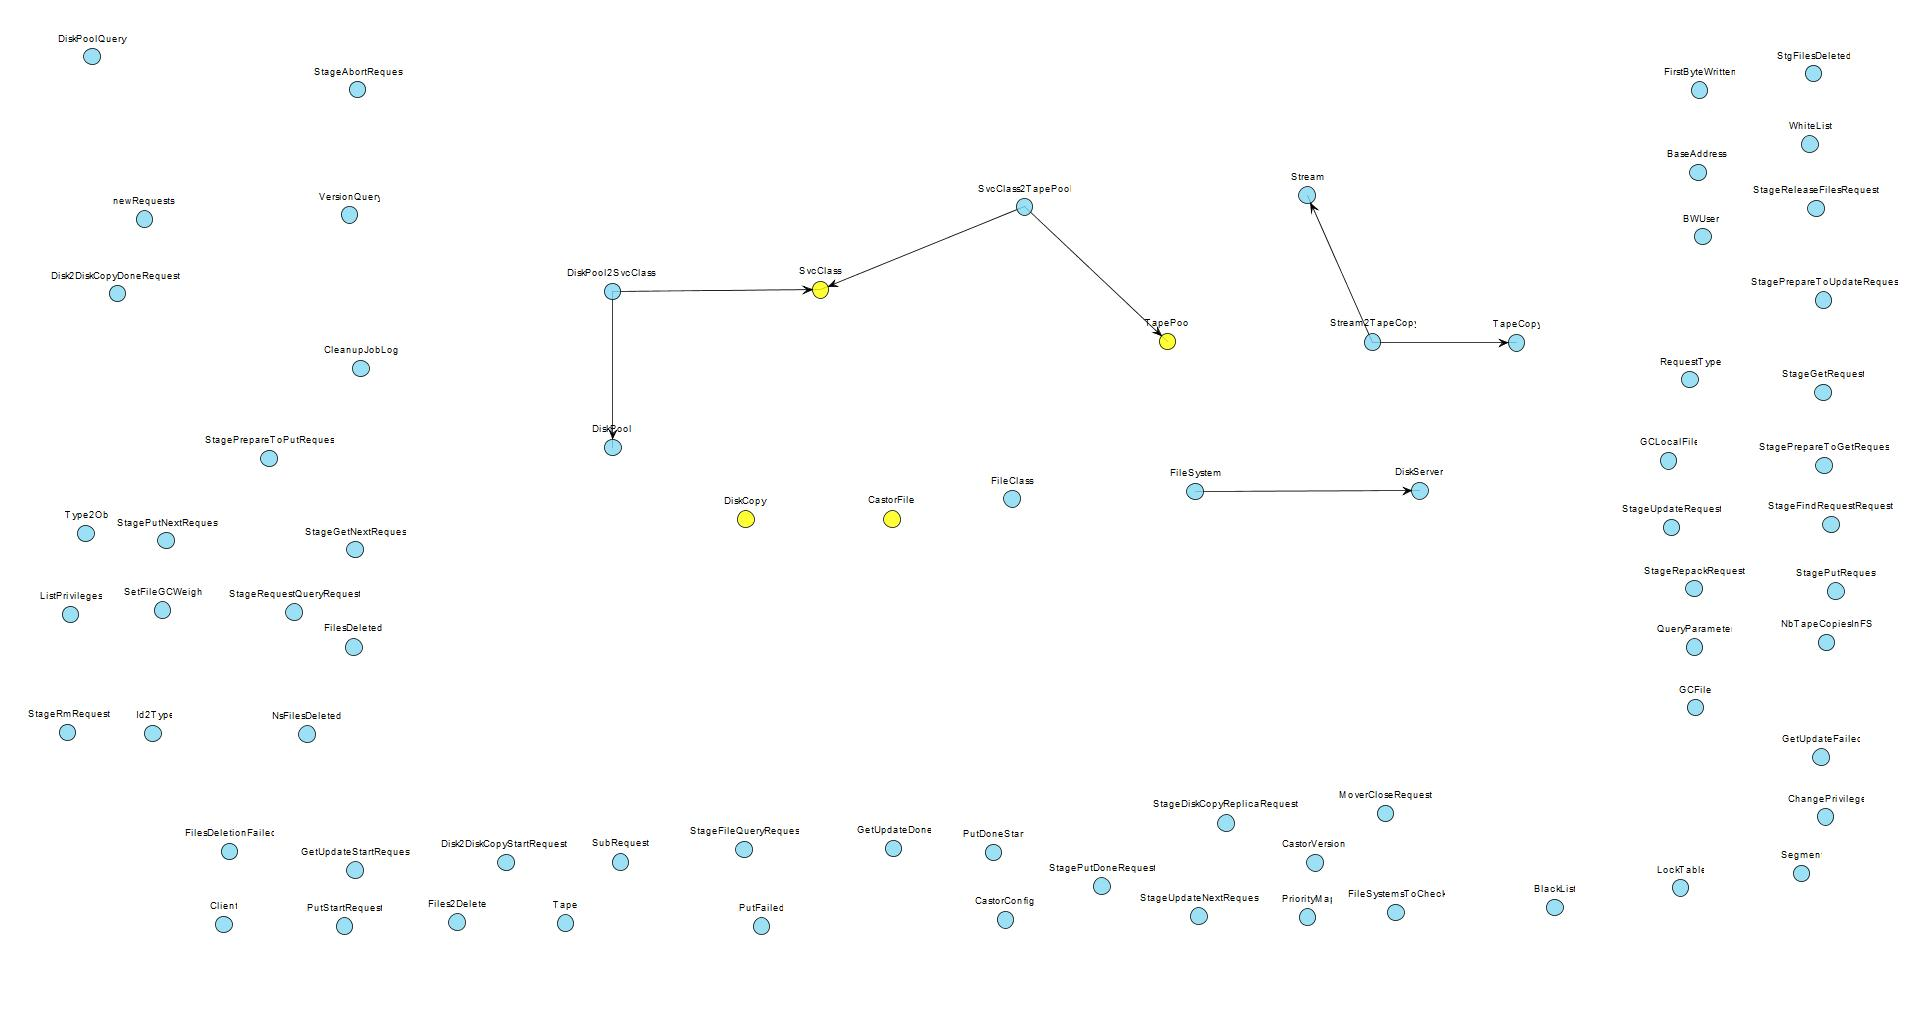 DiskPoolQuery
StageAbortReques
StgFilesDeleted
FirstByteWritten
WhiteList
BaseAddress
SvcClass2TapePool
Stream
StageReleaseFilesRequest
newRequests
VersionQuery
BWUser
Disk2DiskCopyDoneRequest
DiskPool2SvcClass
SvcClass
StagePrepareToUpdateReques
TapePoo
Stream2TapeCopy
TapeCopy
CleanupJobLog
RequestType
StageGetRequest
DiskPool
StagePrepareToPutReques
GCLocalFile
StagePrepareToGetReques
FileSystem
DiskServer
FileClass
DiskCopy
CastorFile
StageUpdateRequest
StageFindRequestRequest
Type2Ob
StagePutNextReques
StageGetNextReques
StageRepackRequest
StagePutReques
ListPrivileges
SetFileGCWeigh
StageRequestQueryRequest
FilesDeleted
QueryParamete
NbTapeCopiesInFS
GCFile
StageRmRequest
Id2Type
NsFilesDeleted
GetUpdateFailed
StageDiskCopyReplicaRequest
MoverCloseRequest
ChangePrivilege
FilesDeletionFailed
GetUpdateStartReques
Disk2DiskCopyStartRequest
SubRequest
StageFileQueryReques
GetUpdateDone
PutDoneStar
CastorVersion
StagePutDoneRequest
LockTable
Segmen
Client
PutStartRequest
Files2Delete
Tape
PutFailed
CastorConfig
StageUpdateNextReques
PriorityMap
FileSystemsToCheck
BlackList